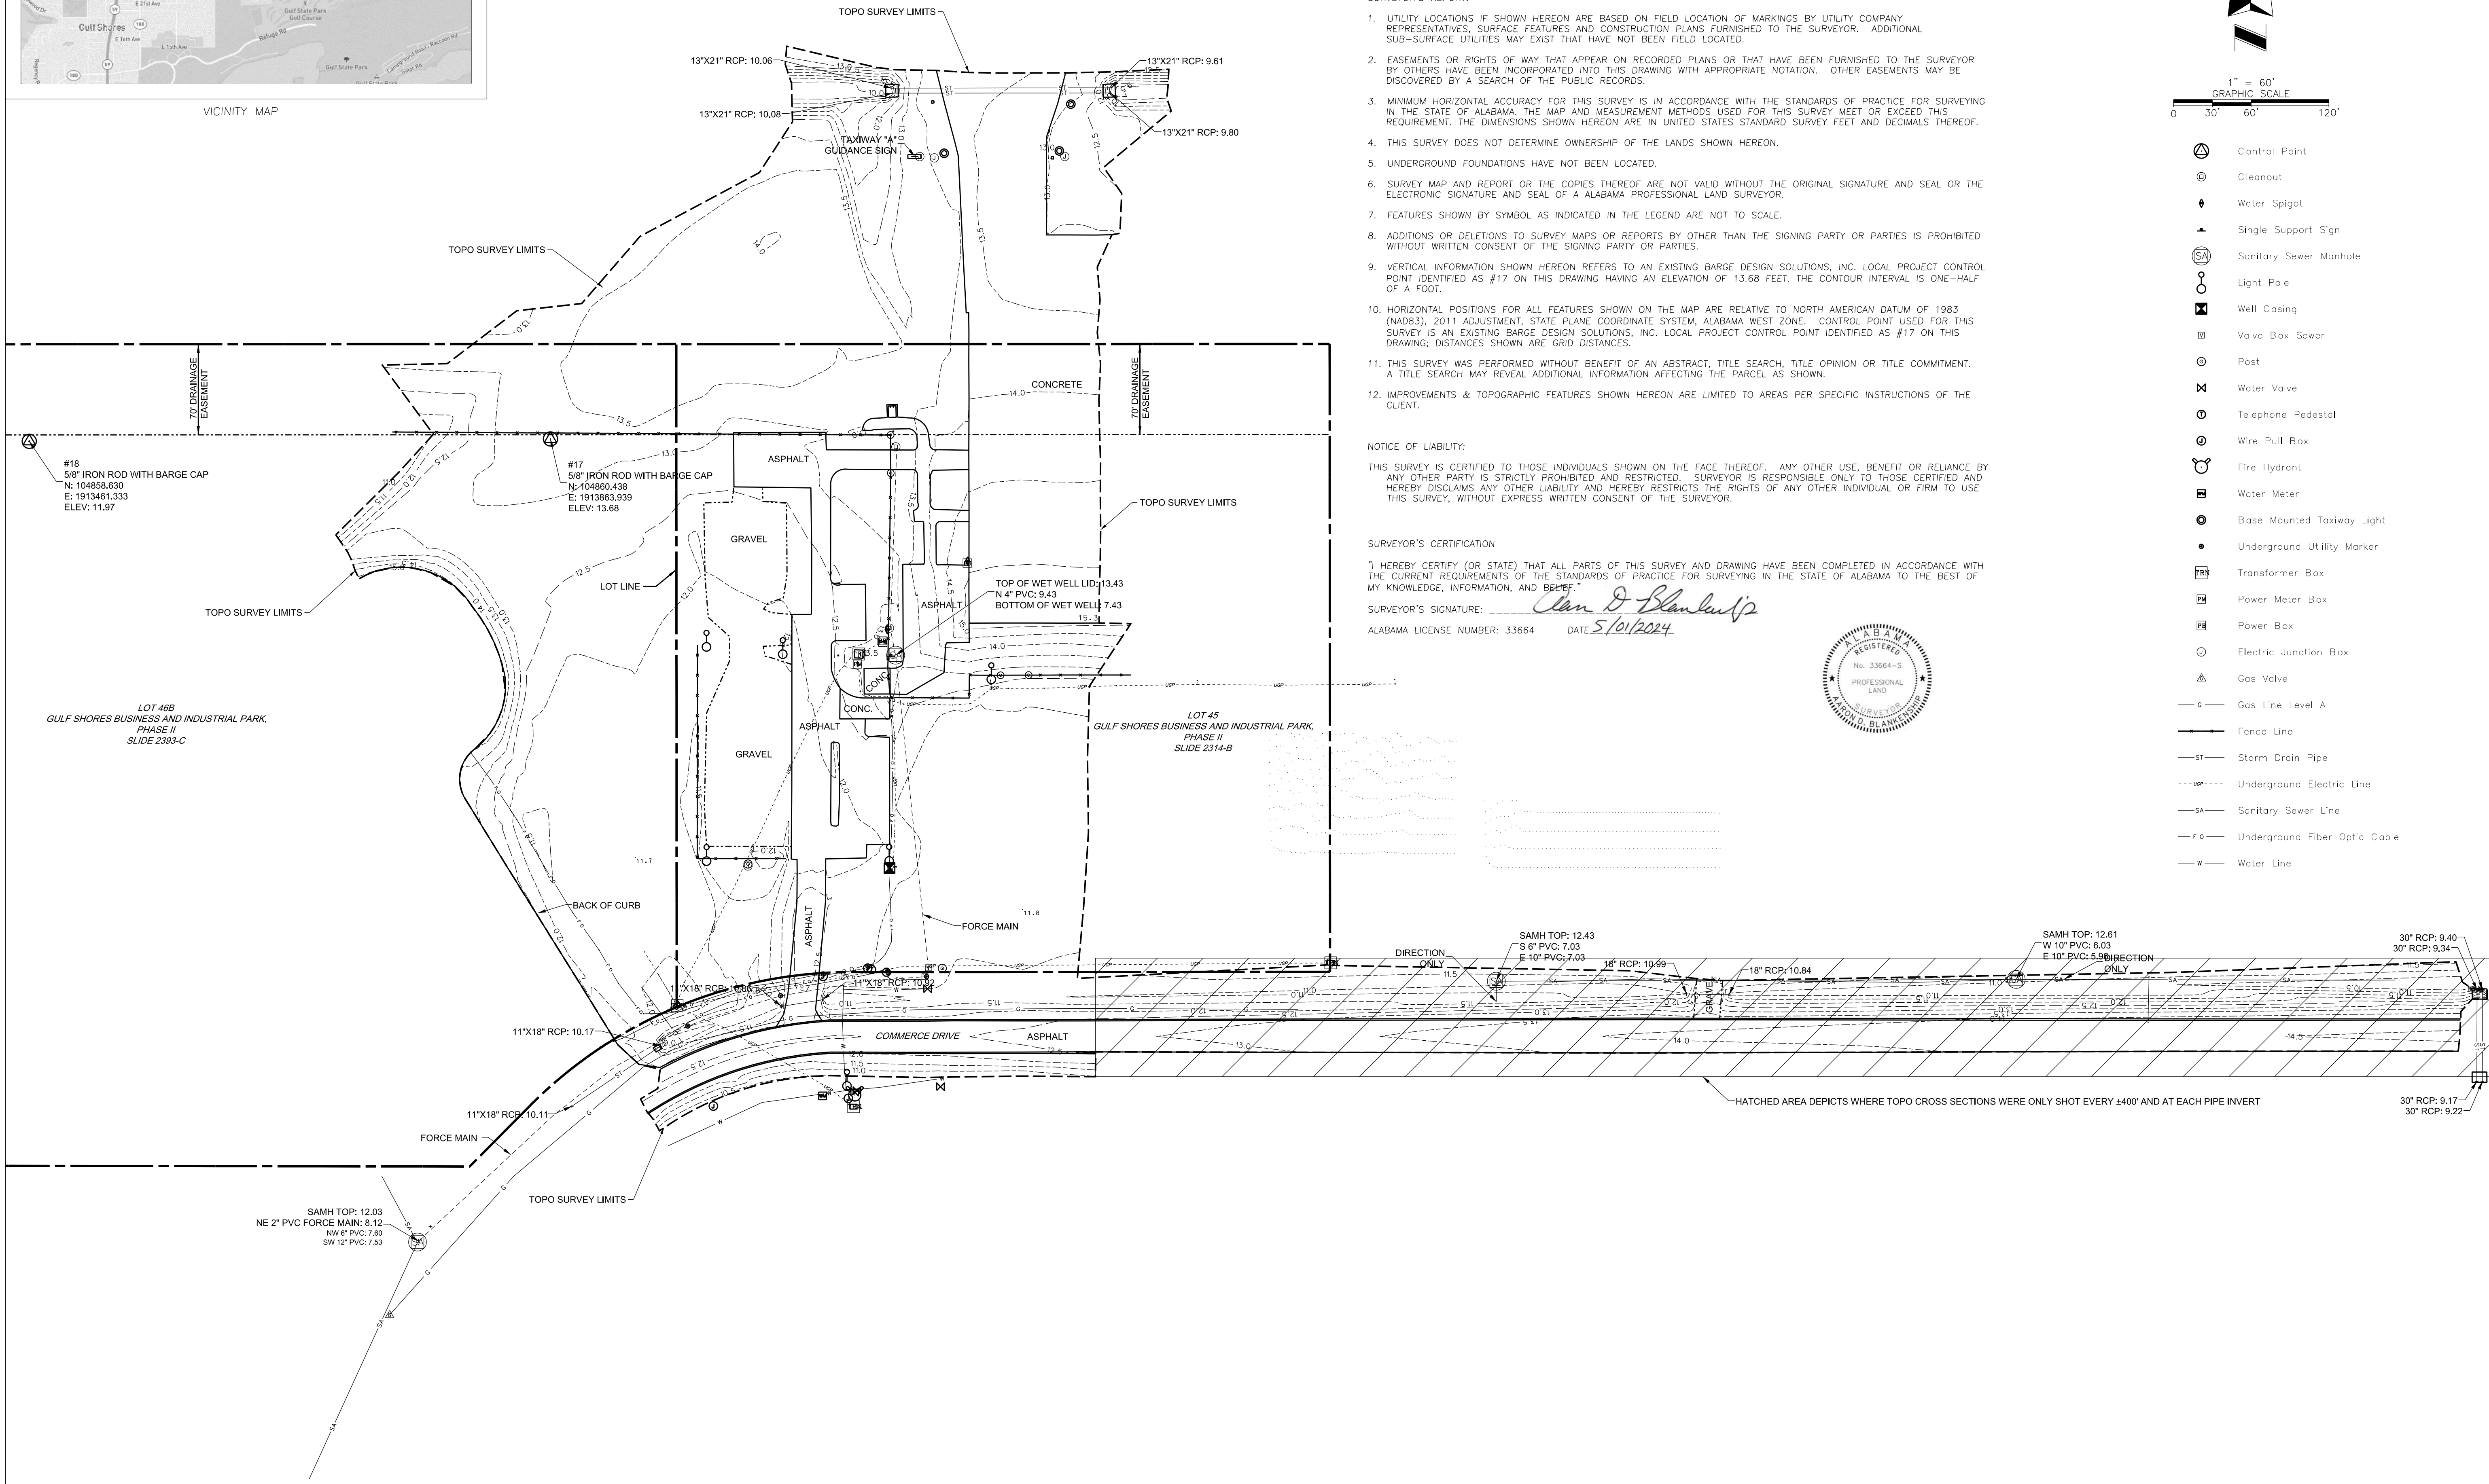 E 21st Ave
Gulf State Park
Gulf Course
59
180
Gulf Shores
E 16th Ave
E 15th Ave
Refuge Rd
59
Gulf State Park
188
VICINITY MAP
TOPO SURVEY LIMITS
13"X21" RCP: 10.06
13"X21" RCP: 9.61
13"X21" RCP: 10.08
13"X21" RCP: 9.80
TAXIWAY "A"
GUIDANCE SIGN
TOPO SURVEY LIMITS
70' DRAINAGE
EASEMENT
70' DRAINAGE
EASEMENT
CONCRETE
#18
5/8" IRON ROD WITH BARGE CAP
N: 104858.630
E: 1913461.333
ELEV: 11.97
#17
5/8" IRON ROD WITH BARGE CAP
N: 104860.438
E: 1913863.939
ELEV: 13.68
ASPHALT
GRAVEL
LOT LINE
TOPO SURVEY LIMITS
TOPO SURVEY LIMITS
TOP OF WET WELL LID: 13.43
N 4" PVC: 9.43
BOTTOM OF WET WELL: 7.43
ASPHALT
15.3
CONC.
CONC.
ASPHALT
GRAVEL
LOT 46B
GULF SHORES BUSINESS AND INDUSTRIAL PARK,
PHASE II
SLIDE 2393-C
LOT 45
GULF SHORES BUSINESS AND INDUSTRIAL PARK,
PHASE II
SLIDE 2314-B
11.7
11.8
BACK OF CURB
ASPHALT
FORCE MAIN
DIRECTION
ONLY
SAMH TOP: 12.43
S 6" PVC: 7.03
E 10" PVC: 7.03
18" RCP: 10.99
18" RCP: 10.84
GRAVEL
SAMH TOP: 12.61
W 10" PVC: 6.03
E 10" PVC: 5.98
DIRECTION
ONLY
30" RCP: 9.40
30" RCP: 9.34
11"X18" RCP: 10.92
11"X18" RCP: 10.17
COMMERCE DRIVE
ASPHALT
11"X18" RCP: 10.11
FORCE MAIN
HATCHED AREA DEPICTS WHERE TOPO CROSS SECTIONS WERE ONLY SHOT EVERY ±400' AND AT EACH PIPE INVERT
30" RCP: 9.17
30" RCP: 9.22
TOPO SURVEY LIMITS
SAMH TOP: 12.03
NE 2" PVC FORCE MAIN: 8.12
NW 6" PVC: 7.60
SW 12" PVC: 7.53
1. UTILITY LOCATIONS IF SHOWN HEREON ARE BASED ON FIELD LOCATION OF MARKINGS BY UTILITY COMPANY
REPRESENTATIVES, SURFACE FEATURES AND CONSTRUCTION PLANS FURNISHED TO THE SURVEYOR. ADDITIONAL
SUB-SURFACE UTILITIES MAY EXIST THAT HAVE NOT BEEN FIELD LOCATED.
2. EASEMENTS OR RIGHTS OF WAY THAT APPEAR ON RECORDED PLANS OR THAT HAVE BEEN FURNISHED TO THE SURVEYOR
BY OTHERS HAVE BEEN INCORPORATED INTO THIS DRAWING WITH APPROPRIATE NOTATION. OTHER EASEMENTS MAY BE
DISCOVERED BY A SEARCH OF THE PUBLIC RECORDS.
3. MINIMUM HORIZONTAL ACCURACY FOR THIS SURVEY IS IN ACCORDANCE WITH THE STANDARDS OF PRACTICE FOR SURVEYING
IN THE STATE OF ALABAMA. THE MAP AND MEASUREMENT METHODS USED FOR THIS SURVEY MEET OR EXCEED THIS
REQUIREMENT. THE DIMENSIONS SHOWN HEREON ARE IN UNITED STATES STANDARD SURVEY FEET AND DECIMALS THEREOF.
4. THIS SURVEY DOES NOT DETERMINE OWNERSHIP OF THE LANDS SHOWN HEREON.
5. UNDERGROUND FOUNDATIONS HAVE NOT BEEN LOCATED.
6. SURVEY MAP AND REPORT OR THE COPIES THEREOF ARE NOT VALID WITHOUT THE ORIGINAL SIGNATURE AND SEAL OR THE
ELECTRONIC SIGNATURE AND SEAL OF A ALABAMA PROFESSIONAL LAND SURVEYOR.
7. FEATURES SHOWN BY SYMBOL AS INDICATED IN THE LEGEND ARE NOT TO SCALE.
8. ADDITIONS OR DELETIONS TO SURVEY MAPS OR REPORTS BY OTHER THAN THE SIGNING PARTY OR PARTIES IS PROHIBITED
WITHOUT WRITTEN CONSENT OF THE SIGNING PARTY OR PARTIES.
9. VERTICAL INFORMATION SHOWN HEREON REFERS TO AN EXISTING BARGE DESIGN SOLUTIONS, INC. LOCAL PROJECT CONTROL
POINT IDENTIFIED AS #17 ON THIS DRAWING HAVING AN ELEVATION OF 13.68 FEET. THE CONTOUR INTERVAL IS ONE-HALF
OF A FOOT.
10. HORIZONTAL POSITIONS FOR ALL FEATURES SHOWN ON THE MAP ARE RELATIVE TO NORTH AMERICAN DATUM OF 1983
(NAD83), 2011 ADJUSTMENT, STATE PLANE COORDINATE SYSTEM, ALABAMA WEST ZONE. CONTROL POINT USED FOR THIS
SURVEY IS AN EXISTING BARGE DESIGN SOLUTIONS, INC. LOCAL PROJECT CONTROL POINT IDENTIFIED AS #17 ON THIS
DRAWING; DISTANCES SHOWN ARE GRID DISTANCES.
11. THIS SURVEY WAS PERFORMED WITHOUT BENEFIT OF AN ABSTRACT, TITLE SEARCH, TITLE OPINION OR TITLE COMMITMENT.
A TITLE SEARCH MAY REVEAL ADDITIONAL INFORMATION AFFECTING THE PARCEL AS SHOWN.
12. IMPROVEMENTS & TOPOGRAPHIC FEATURES SHOWN HEREON ARE LIMITED TO AREAS PER SPECIFIC INSTRUCTIONS OF THE
CLIENT.
NOTICE OF LIABILITY:
THIS SURVEY IS CERTIFIED TO THOSE INDIVIDUALS SHOWN ON THE FACE THEREOF. ANY OTHER USE, BENEFIT OR RELIANCE BY
ANY OTHER PARTY IS STRICTLY PROHIBITED AND RESTRICTED. SURVEYOR IS RESPONSIBLE ONLY TO THOSE CERTIFIED AND
HEREBY DISCLAIMS ANY OTHER LIABILITY AND HEREBY RESTRICTS THE RIGHTS OF ANY OTHER INDIVIDUAL OR FIRM TO USE
THIS SURVEY, WITHOUT EXPRESS WRITTEN CONSENT OF THE SURVEYOR.
SURVEYOR'S CERTIFICATION
"I HEREBY CERTIFY (OR STATE) THAT ALL PARTS OF THIS SURVEY AND DRAWING HAVE BEEN COMPLETED IN ACCORDANCE WITH
THE CURRENT REQUIREMENTS OF THE STANDARDS OF PRACTICE FOR SURVEYING IN THE STATE OF ALABAMA TO THE BEST OF
MY KNOWLEDGE, INFORMATION, AND BELIEF."
SURVEYOR'S SIGNATURE:
ALABAMA LICENSE NUMBER: 33664 DATE 5/01/2024
ALABAMA
REGISTERED
No. 33664-S
PROFESSIONAL
LAND
SURVEYOR
AARON D. BLANKENSHIP
1" = 60'
GRAPHIC SCALE
0 30' 60' 120'
Control Point
Cleanout
Water Spigot
Single Support Sign
SA Sanitary Sewer Manhole
Light Pole
Well Casing
V Valve Box Sewer
Post
Water Valve
T Telephone Pedestal
J Wire Pull Box
Fire Hydrant
Water Meter
Base Mounted Taxiway Light
Underground Utlility Marker
TRN Transformer Box
PM Power Meter Box
PB Power Box
J Electric Junction Box
Gas Valve
G Gas Line Level A
Fence Line
ST Storm Drain Pipe
UGP Underground Electric Line
SA Sanitary Sewer Line
F O Underground Fiber Optic Cable
W Water Line